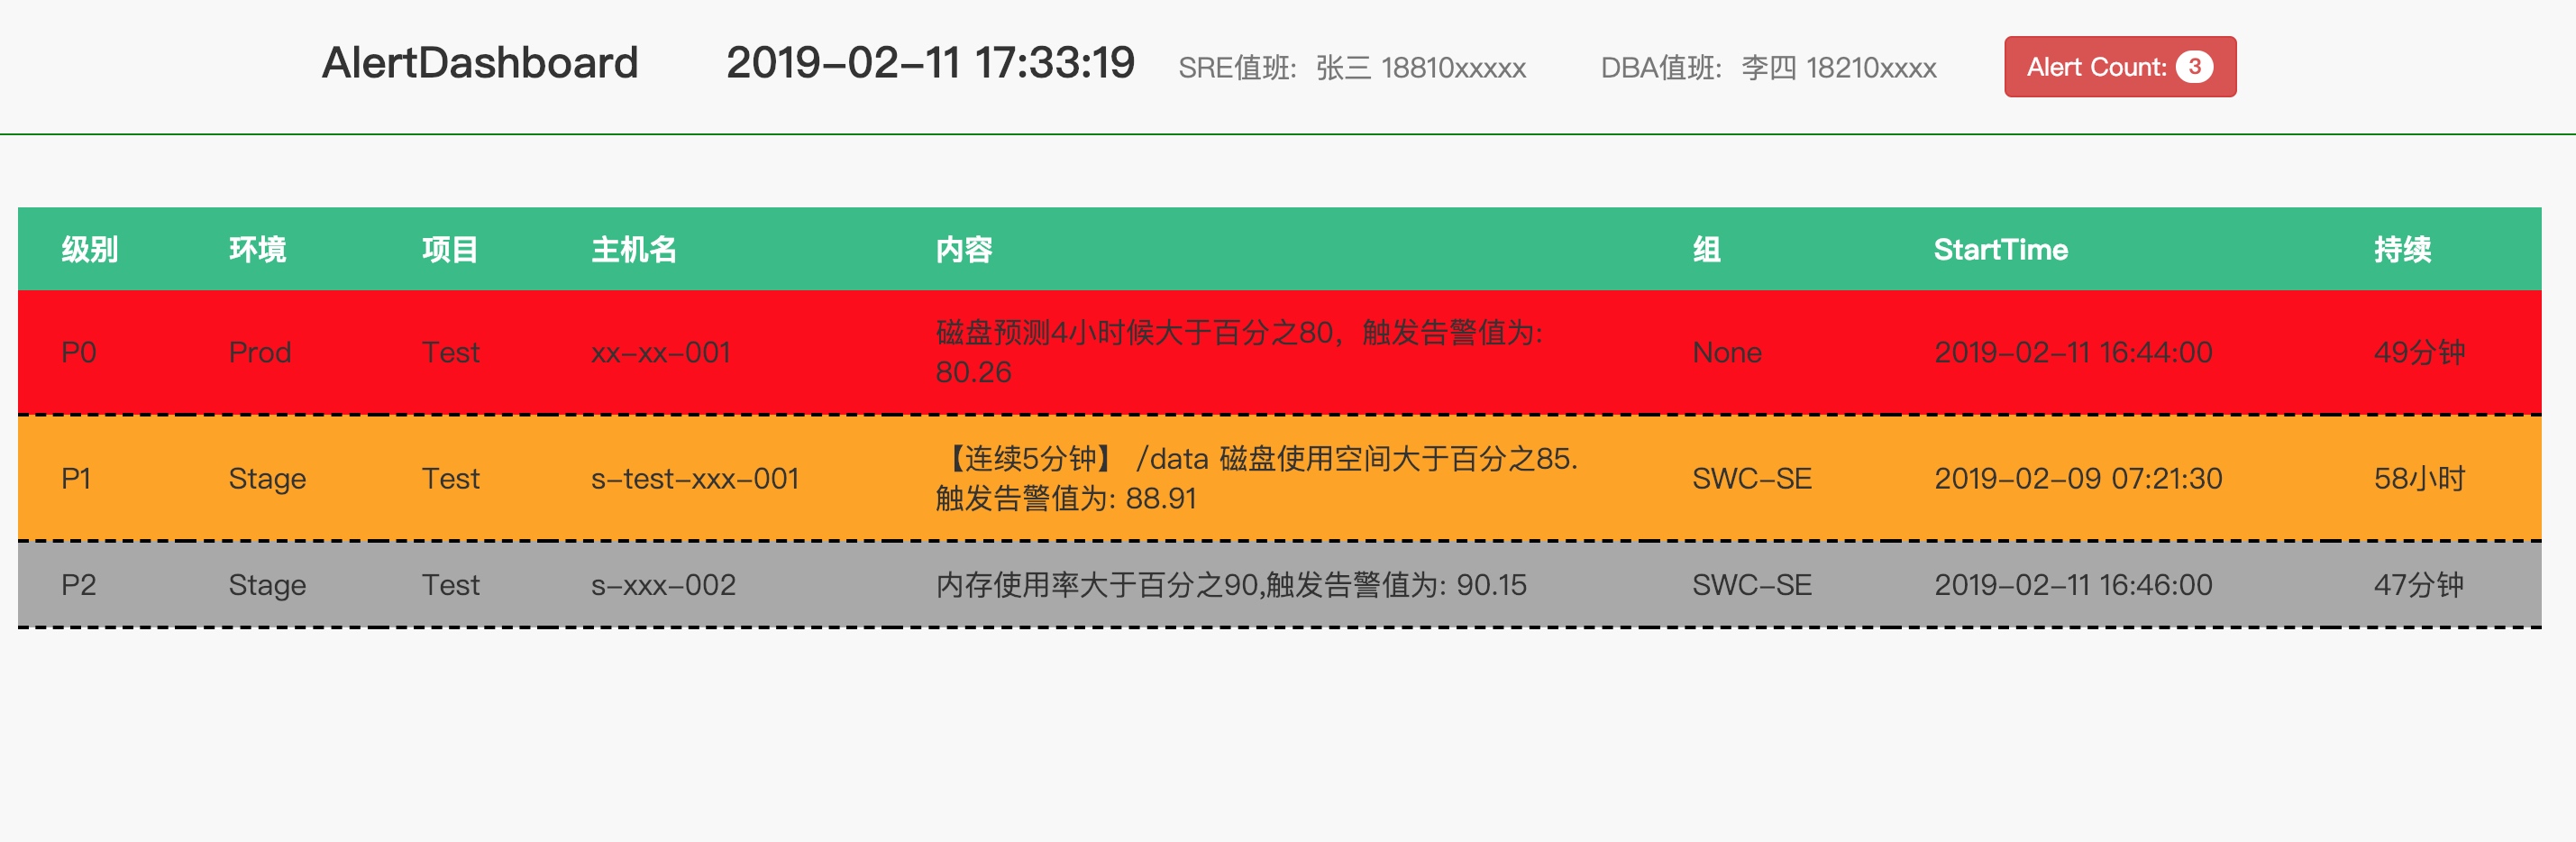 AlertDashboard 2019-02-11 17:33:19 SRE值班: 张三 18810xxxxx DBA值班: 李四 18210xxxx Alert Count: 3
级别 环境 项目 主机名 内容 组 StartTime 持续
P0 Prod Test xx-xx-001 磁盘预测4小时候大于百分之80，触发告警值为: None 2019-02-11 16:44:00 49分钟
80.26
P1 Stage Test s-test-xxx-001 【连续5分钟】 /data 磁盘使用空间大于百分之85. SWC-SE 2019-02-09 07:21:30 58小时
触发告警值为: 88.91
P2 Stage Test s-xxx-002 内存使用率大于百分之90,触发告警值为: 90.15 SWC-SE 2019-02-11 16:46:00 47分钟